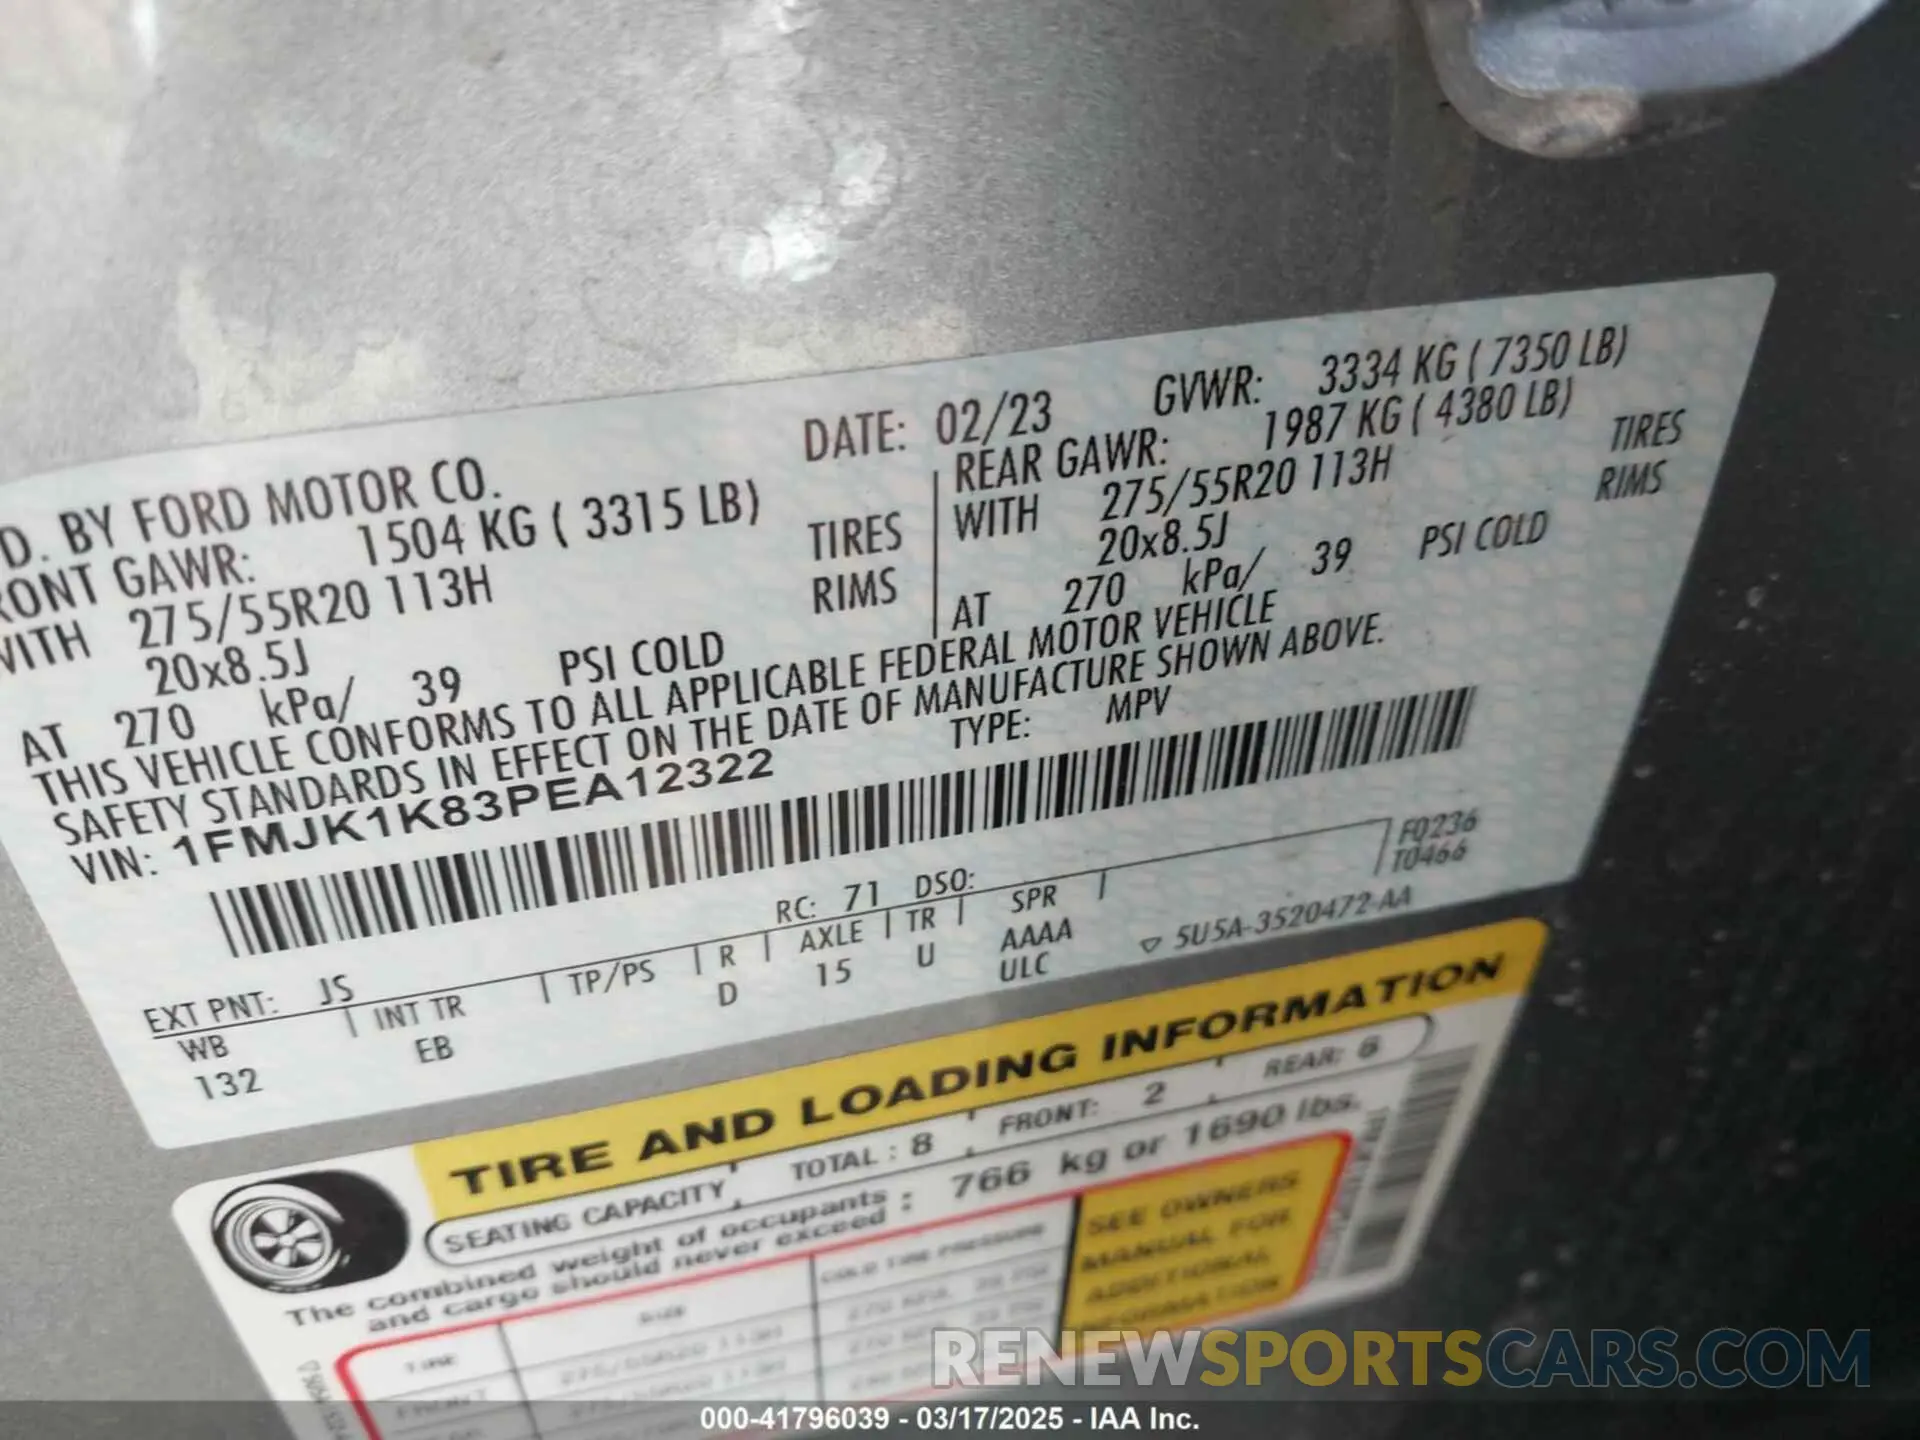 D. BY FORD MOTOR CO. DATE: 02/23 GVWR: 3334 KG ( 7350 LB)
RONT GAWR: 1504 KG ( 3315 LB) REAR GAWR: 1987 KG ( 4380 LB)
WITH 275/55R20 113H TIRES WITH 275/55R20 113H TIRES
20x8.5J RIMS 20x8.5J RIMS
AT 270 kPa/ 39 PSI COLD AT 270 kPa/ 39 PSI COLD
THIS VEHICLE CONFORMS TO ALL APPLICABLE FEDERAL MOTOR VEHICLE
SAFETY STANDARDS IN EFFECT ON THE DATE OF MANUFACTURE SHOWN ABOVE.
VIN: 1FMJK1K83PEA12322 TYPE: MPV
F0236
T0466
EXT PNT: JS RC: 71 DSO:
WB INT TR TP/PS R AXLE TR SPR
132 EB D 15 U AAAA
ULC
5U5A-3520472-AA
TIRE AND LOADING INFORMATION
SEATING CAPACITY TOTAL : 8 FRONT: 2 REAR: 6
The combined weight of occupants
and cargo should never exceed : 766 kg or 1690 lbs.
TIRE SIZE COLD TIRE PRESSURE
SEE OWNERS
MANUAL FOR
ADDITIONAL
INFORMATION
RENEWSPORTSCARS.COM
000-41796039 - 03/17/2025 - IAA Inc.